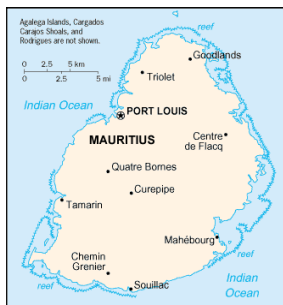 Agalega Islands, Cargados
Carajos Shoals, and
Rodrigues are not shown.
0 2.5 5 km
0 2.5 5 mi
reef
Goodlands
Triolet
Indian Ocean
PORT LOUIS
MAURITIUS
Centre
de Flacq
Quatre Bornes
Curepipe
Tamarin
Mahébourg
reef
Chemin
Grenier
Souillac
reef
Indian
Ocean